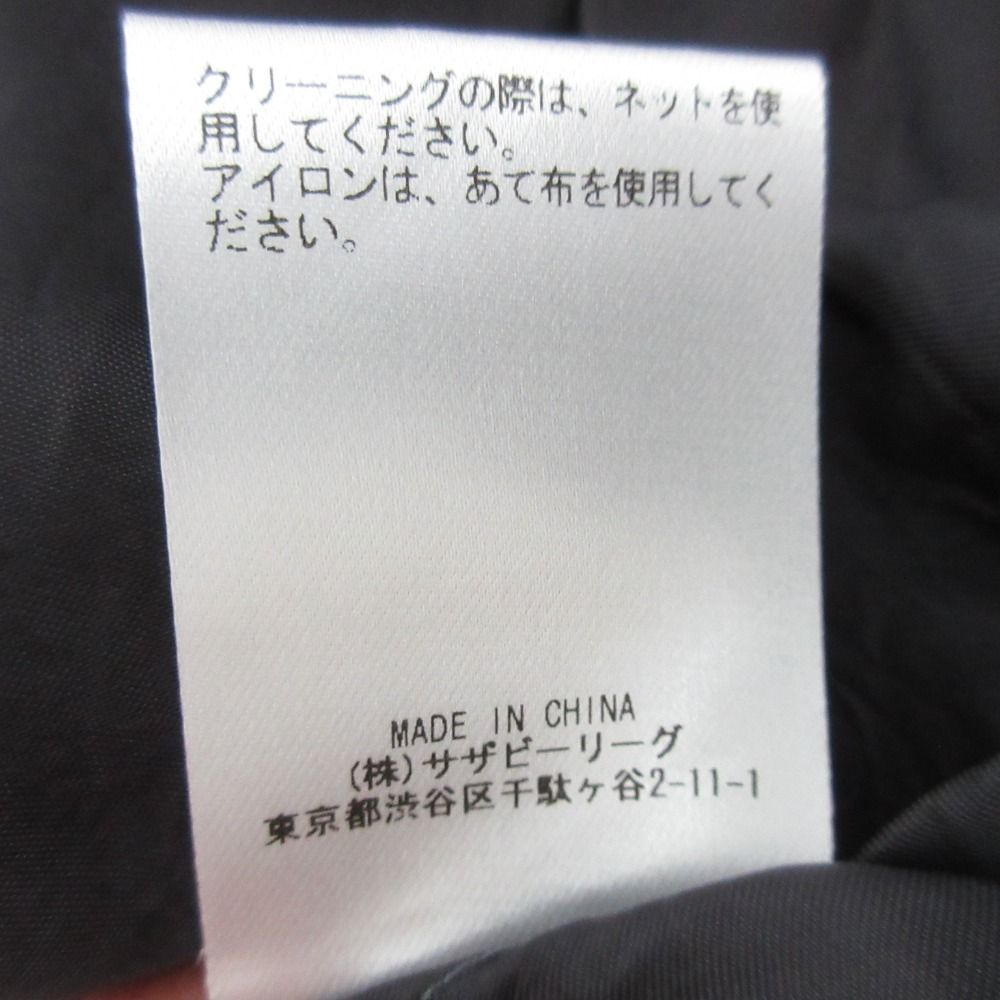 クリーニングの際は、ネットを使
用してください。
アイロンは、あて布を使用してく
ださい。
MADE IN CHINA
(株)サザビーリーグ
東京都渋谷区千駄ヶ谷2-11-1